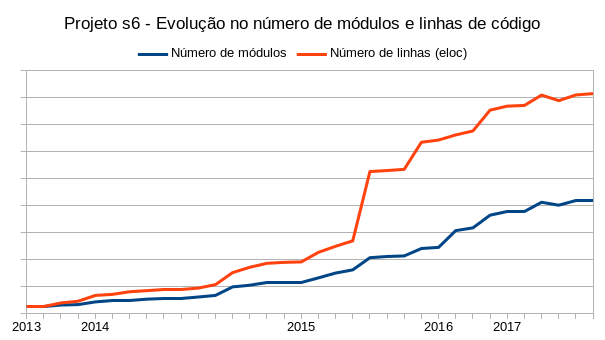 Projeto s6 - Evolução no número de módulos e linhas de código
Número de módulos Número de linhas (eloc)
2013 2014 2015 2016 2017